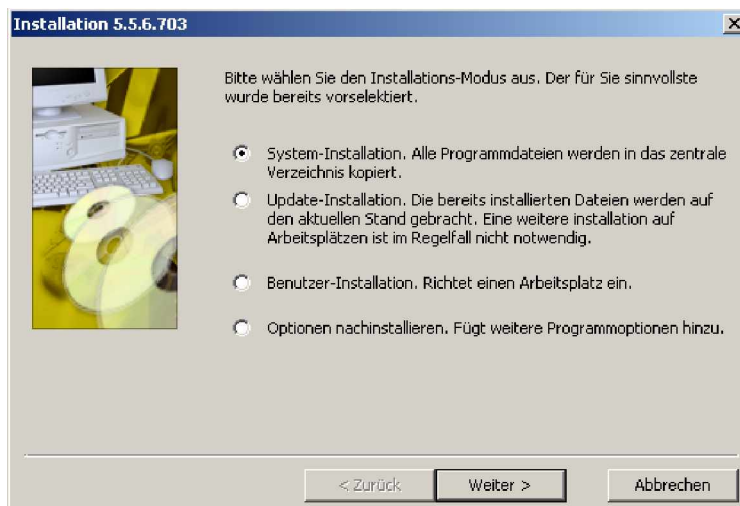 Installation 5.5.6.703
Bitte wählen Sie den Installations-Modus aus. Der für Sie sinnvollste
wurde bereits vorselektiert.
System-Installation. Alle Programmdateien werden in das zentrale
Verzeichnis kopiert.
Update-Installation. Die bereits installierten Dateien werden auf
den aktuellen Stand gebracht. Eine weitere installation auf
Arbeitsplätzen ist im Regelfall nicht notwendig.
Benutzer-Installation. Richtet einen Arbeitsplatz ein.
Optionen nachinstallieren. Fügt weitere Programmoptionen hinzu.
< Zurück
Weiter >
Abbrechen